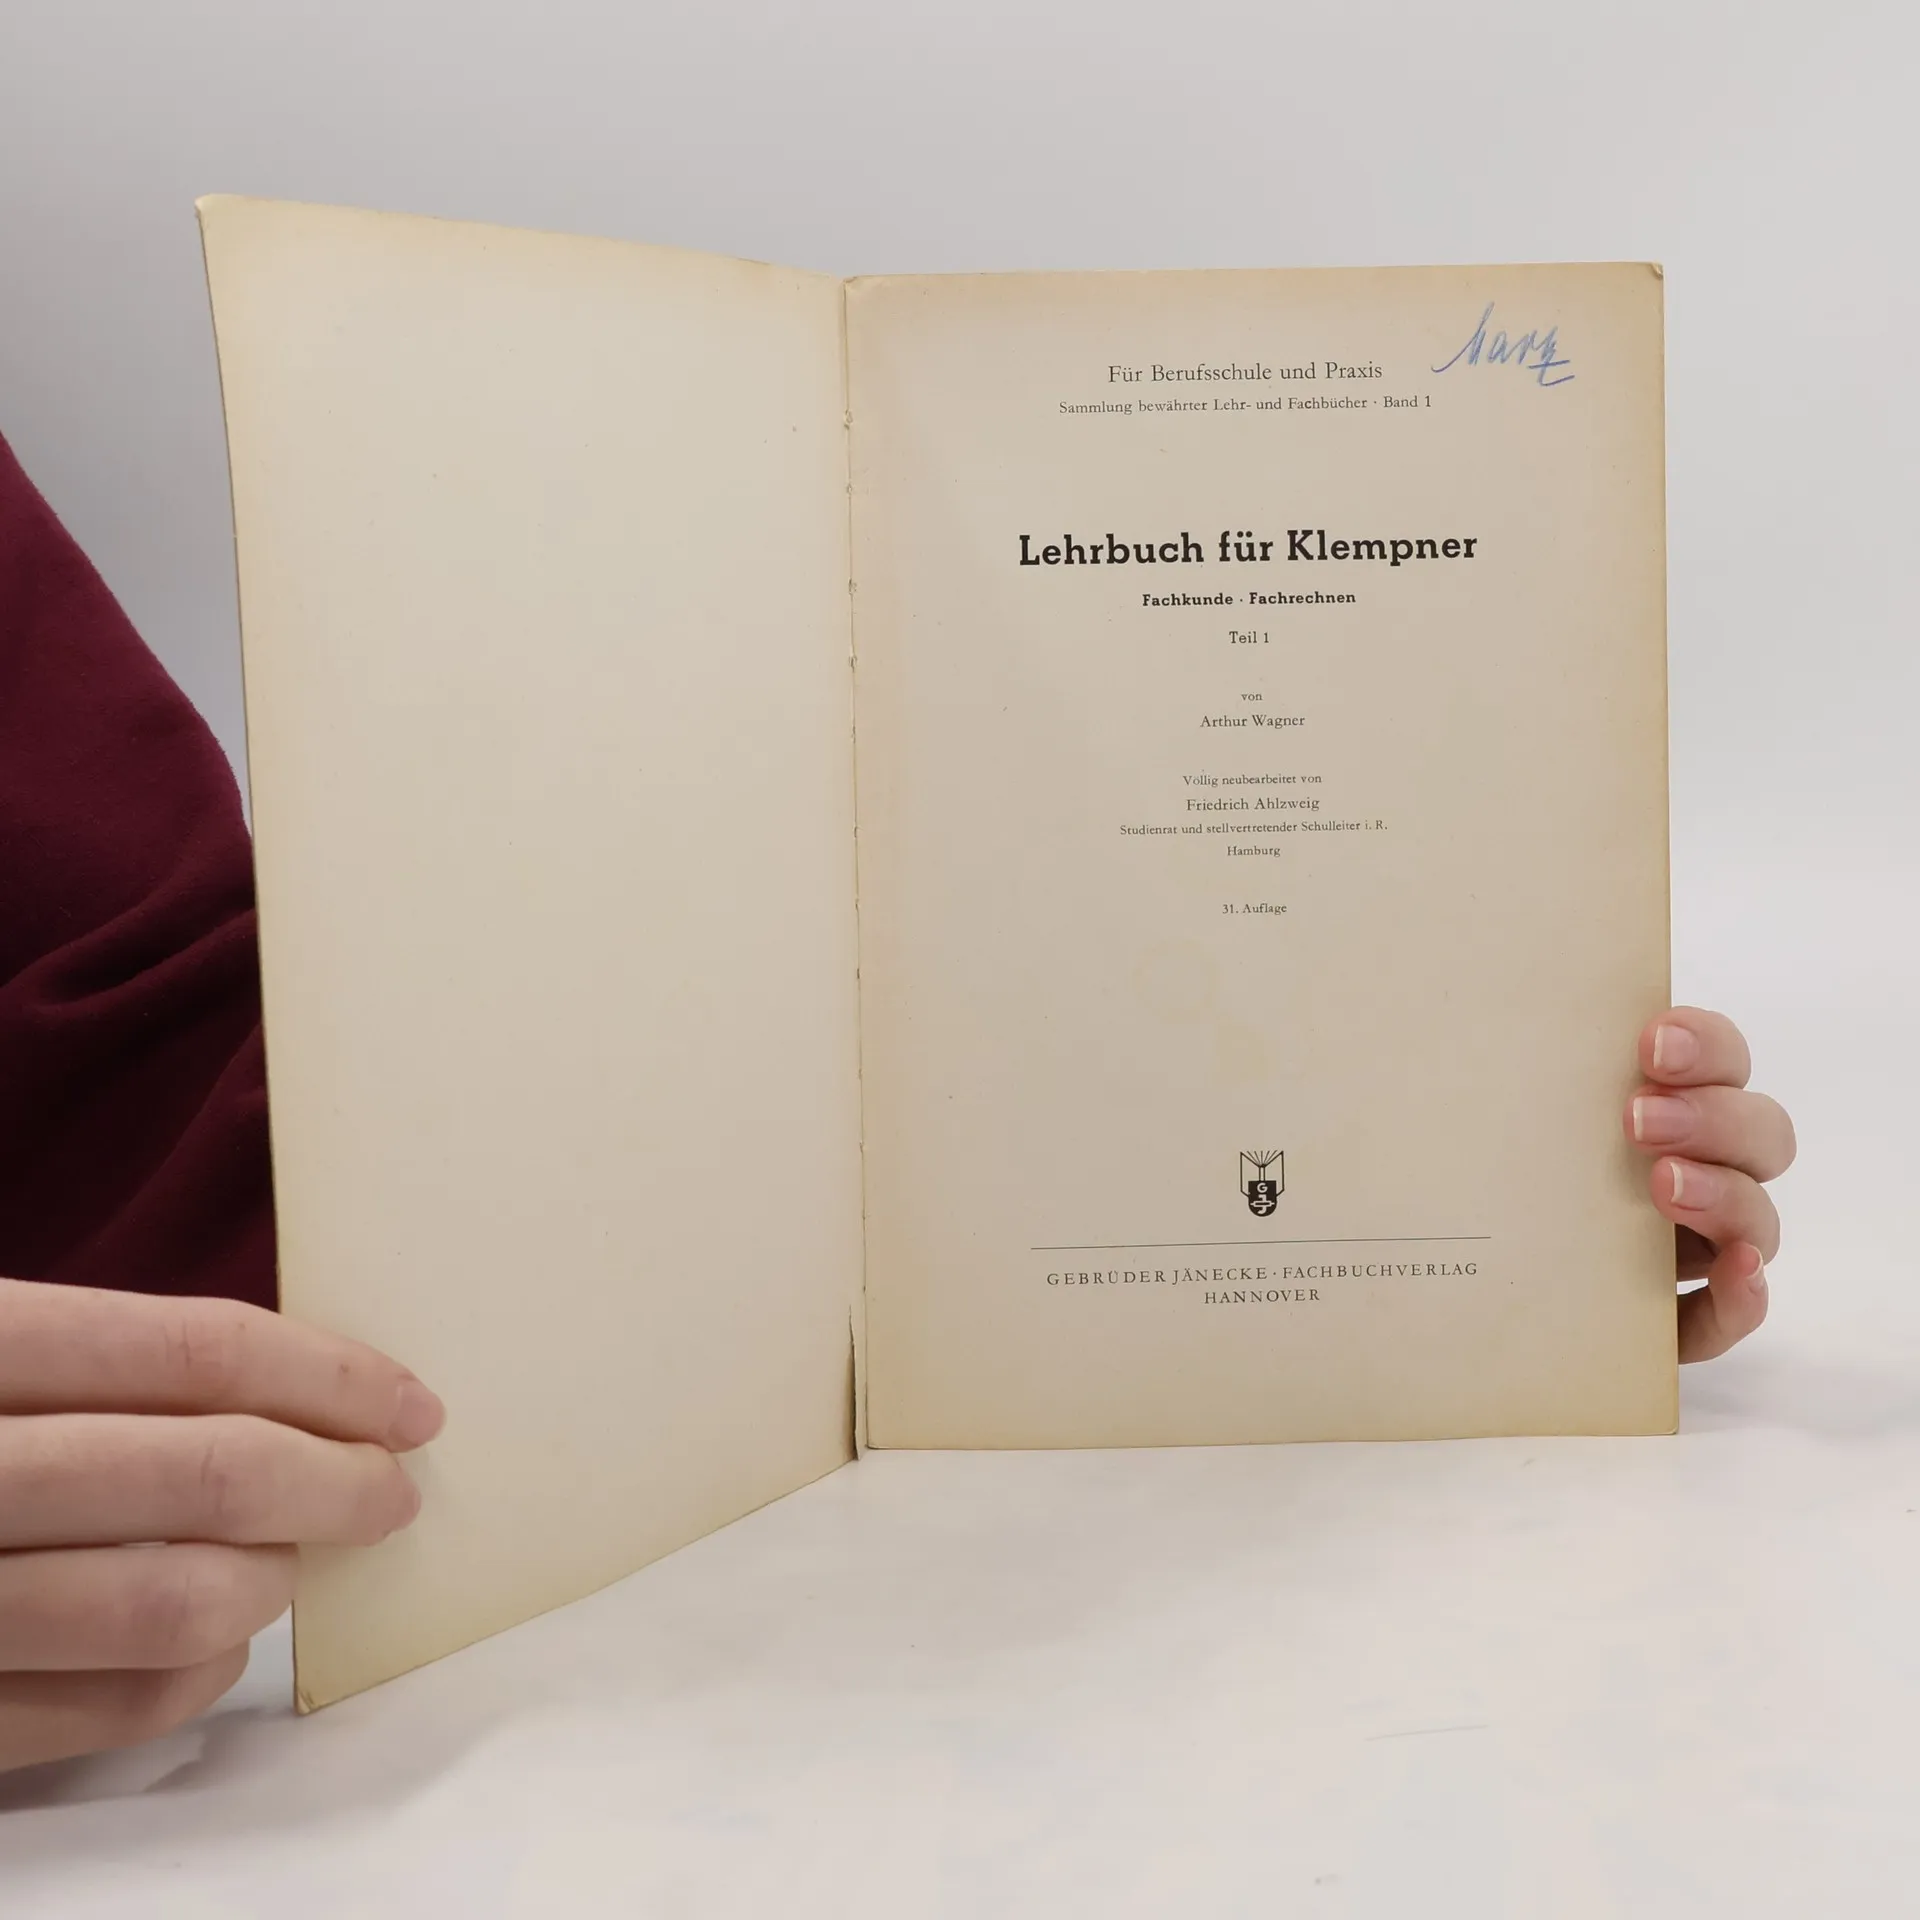 Für Berufsschule und Praxis
Sammlung bewährter Lehr- und Fachbücher · Band 1
Lehrbuch für Klempner
Fachkunde · Fachrechnen
Teil 1
von
Arthur Wagner
Völlig neubearbeitet von
Friedrich Ahlzweig
Studienrat und stellvertretender Schulleiter i. R.
Hamburg
31. Auflage
G
J
GEBRÜDER JÄNECKE · FACHBUCHVERLAG
HANNOVER